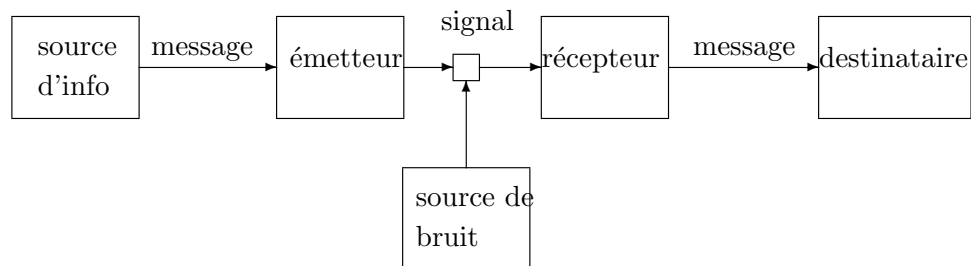 signal
source
d'info
message
émetteur
récepteur
message
destinataire
source de
bruit